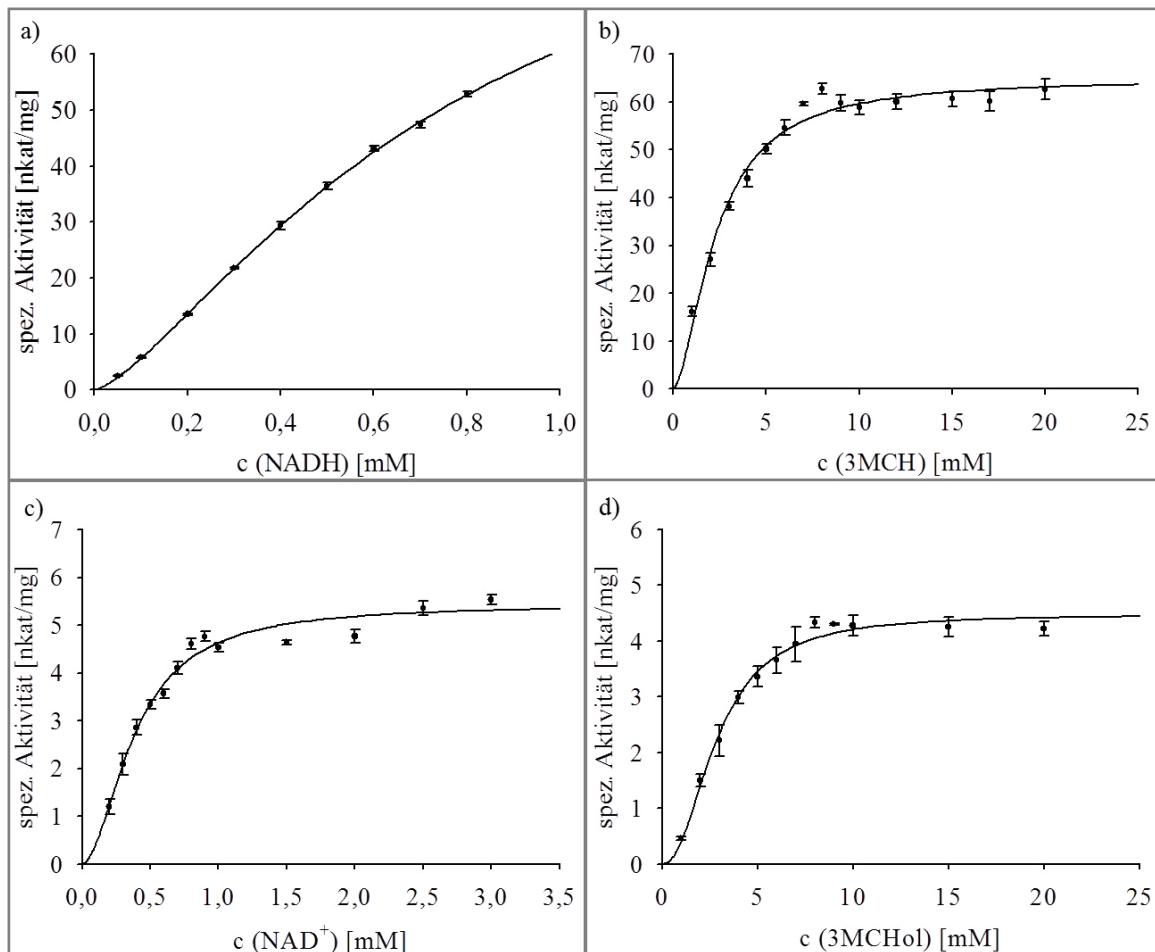 a)
spez. Aktivität [nkat/mg]
60
50
40
30
20
10
0
0,0 0,2 0,4 0,6 0,8 1,0
c (NADH) [mM]
b)
spez. Aktivität [nkat/mg]
70
60
50
40
30
20
10
0
0 5 10 15 20 25
c (3MCH) [mM]
c)
spez. Aktivität [nkat/mg]
7
6
5
4
3
2
1
0
0,0 0,5 1,0 1,5 2,0 2,5 3,0 3,5
c (NAD⁺) [mM]
d)
spez. Aktivität [nkat/mg]
6
5
4
3
2
1
0
0 5 10 15 20 25
c (3MCHol) [mM]